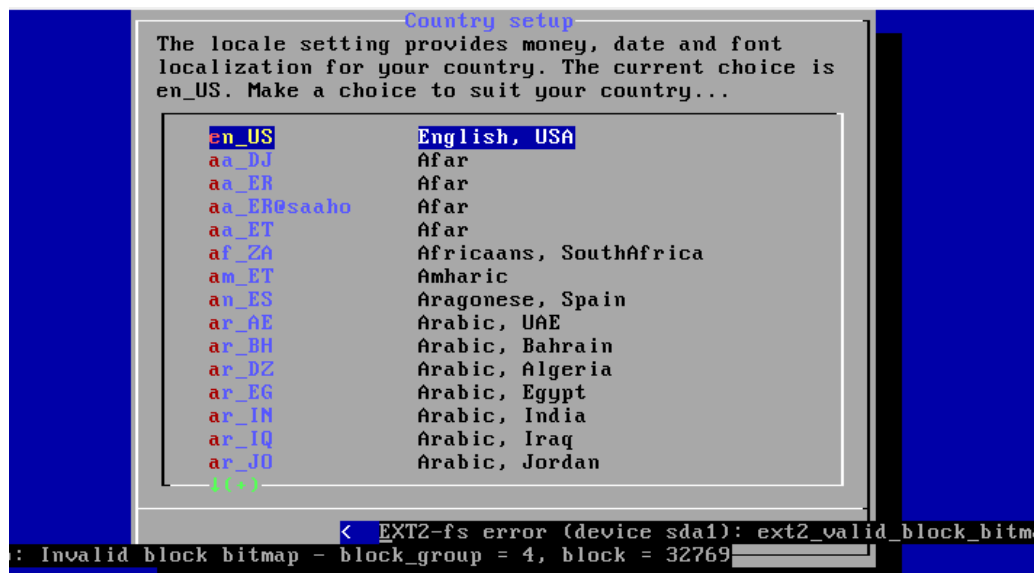 Country setup
The locale setting provides money, date and font
localization for your country. The current choice is
en_US. Make a choice to suit your country...
en_US English, USA
aa_DJ Afar
aa_ER Afar
aa_ER@saaho Afar
aa_ET Afar
af_ZA Africaans, SouthAfrica
am_ET Amharic
an_ES Aragonese, Spain
ar_AE Arabic, UAE
ar_BH Arabic, Bahrain
ar_DZ Arabic, Algeria
ar_EG Arabic, Egypt
ar_IN Arabic, India
ar_IQ Arabic, Iraq
ar_JO Arabic, Jordan
↓(+)
< EXT2-fs error (device sda1): ext2_valid_block_bitm
: Invalid block bitmap - block_group = 4, block = 32769